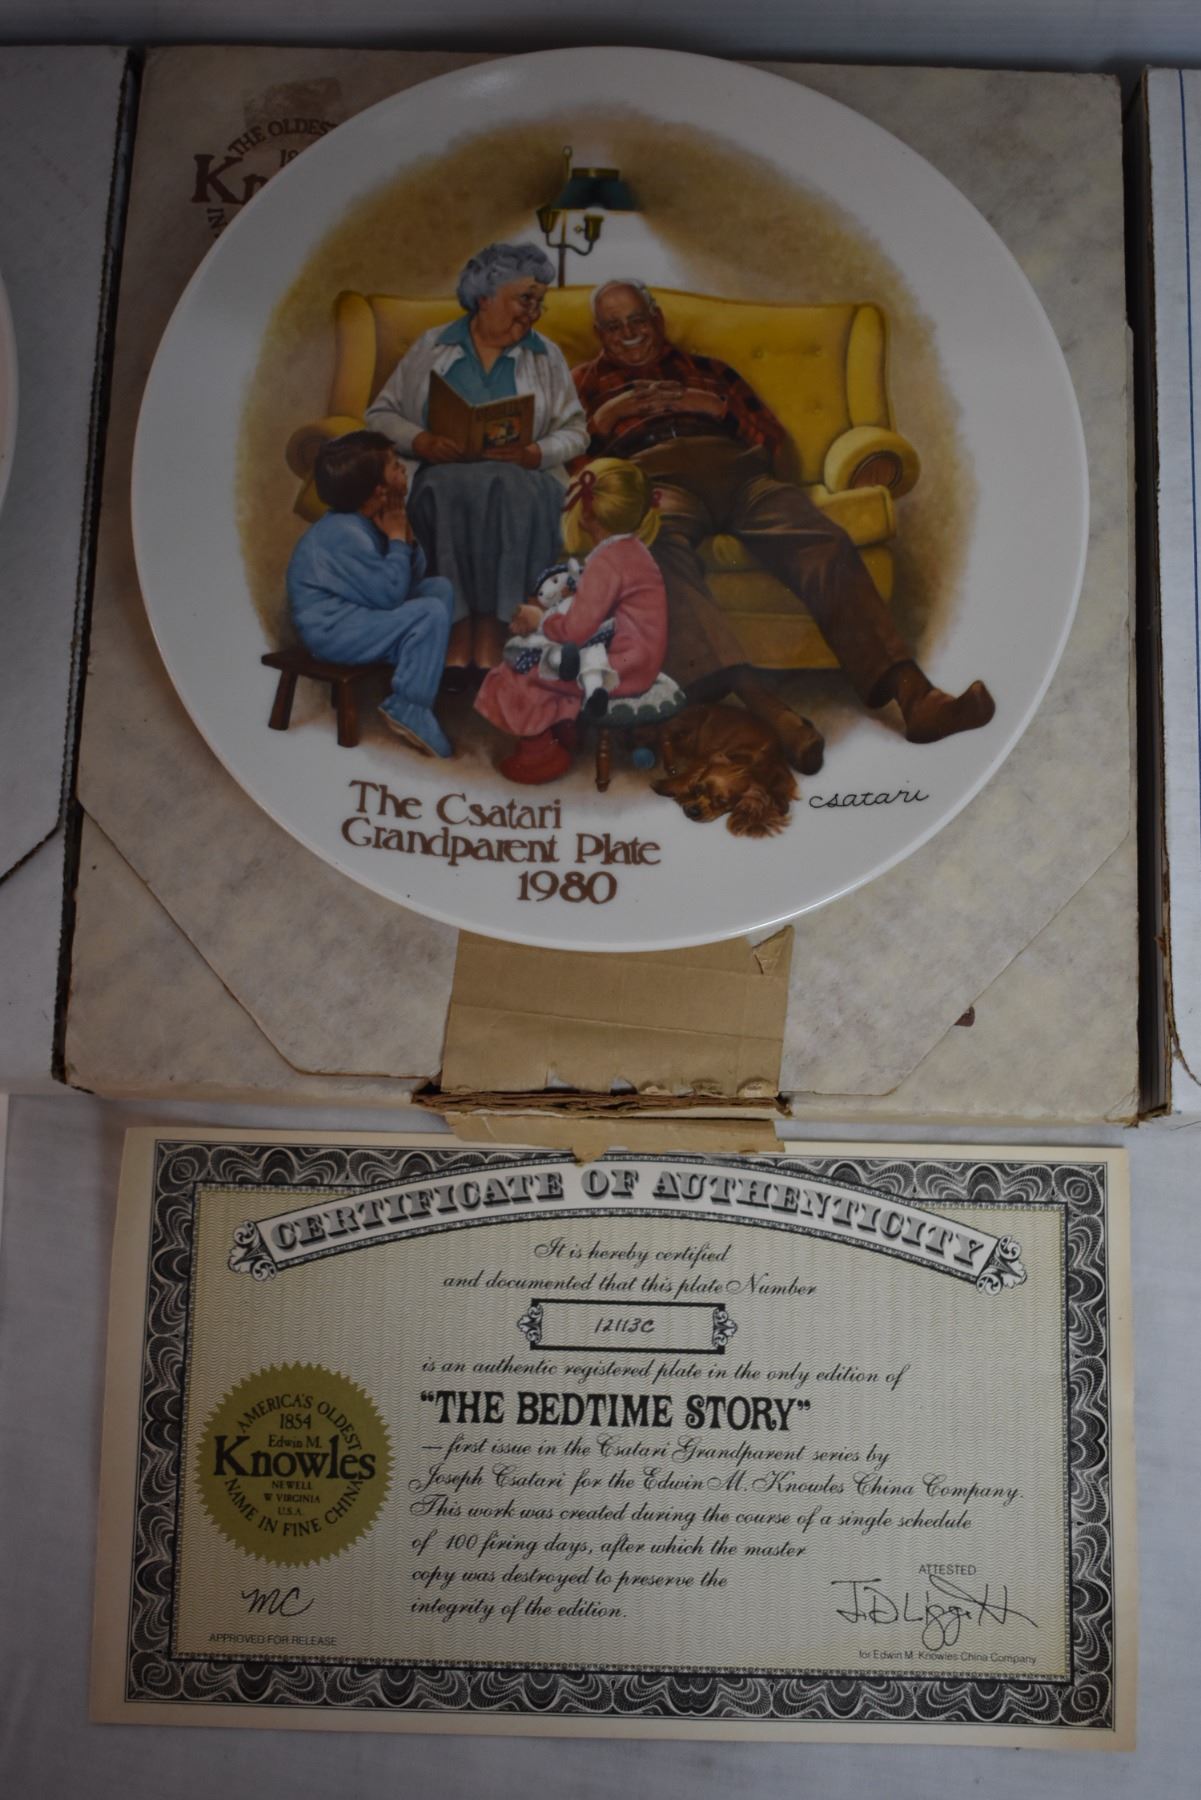 THE OLDEST
The Csatari
Grandparent Plate
1980
csatari
CERTIFICATE OF AUTHENTICITY
It is hereby certified
and documented that this plate Number
12113C
is an authentic registered plate in the only edition of
"THE BEDTIME STORY"
— first issue in the Csatari Grandparent series by
Joseph Csatari for the Edwin M. Knowles China Company.
This work was created during the course of a single schedule
of 100 firing days, after which the master
copy was destroyed to preserve the
integrity of the edition.
AMERICA'S OLDEST
1854
Edwin M.
Knowles
NEWELL
W VIRGINIA
U.S.A.
NAME IN FINE CHINA
MC
APPROVED FOR RELEASE
ATTESTED
J.D. Liggett
for Edwin M. Knowles China Company